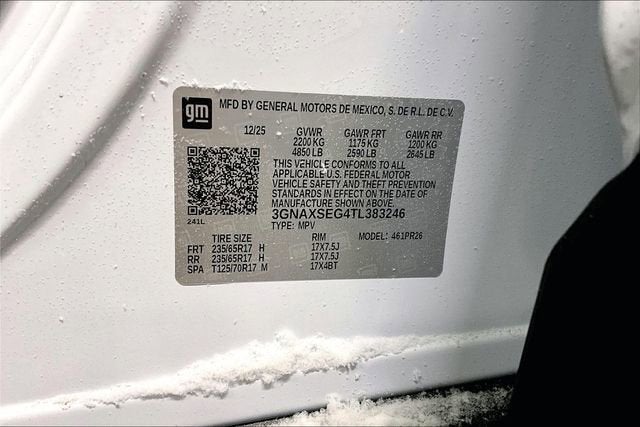 gm MFD BY GENERAL MOTORS DE MEXICO, S. DE R.L. DE C.V.
12/25 GVWR GAWR FRT GAWR RR
2200 KG 1175 KG 1200 KG
4850 LB 2590 LB 2645 LB
THIS VEHICLE CONFORMS TO ALL
APPLICABLE U.S. FEDERAL MOTOR
VEHICLE SAFETY AND THEFT PREVENTION
STANDARDS IN EFFECT ON THE DATE OF
MANUFACTURE SHOWN ABOVE.
3GNAXSEG4TL383246
241L
TYPE: MPV
TIRE SIZE RIM MODEL: 461PR26
FRT 235/65R17 H 17X7.5J
RR 235/65R17 H 17X7.5J
SPA T125/70R17 M 17X4BT